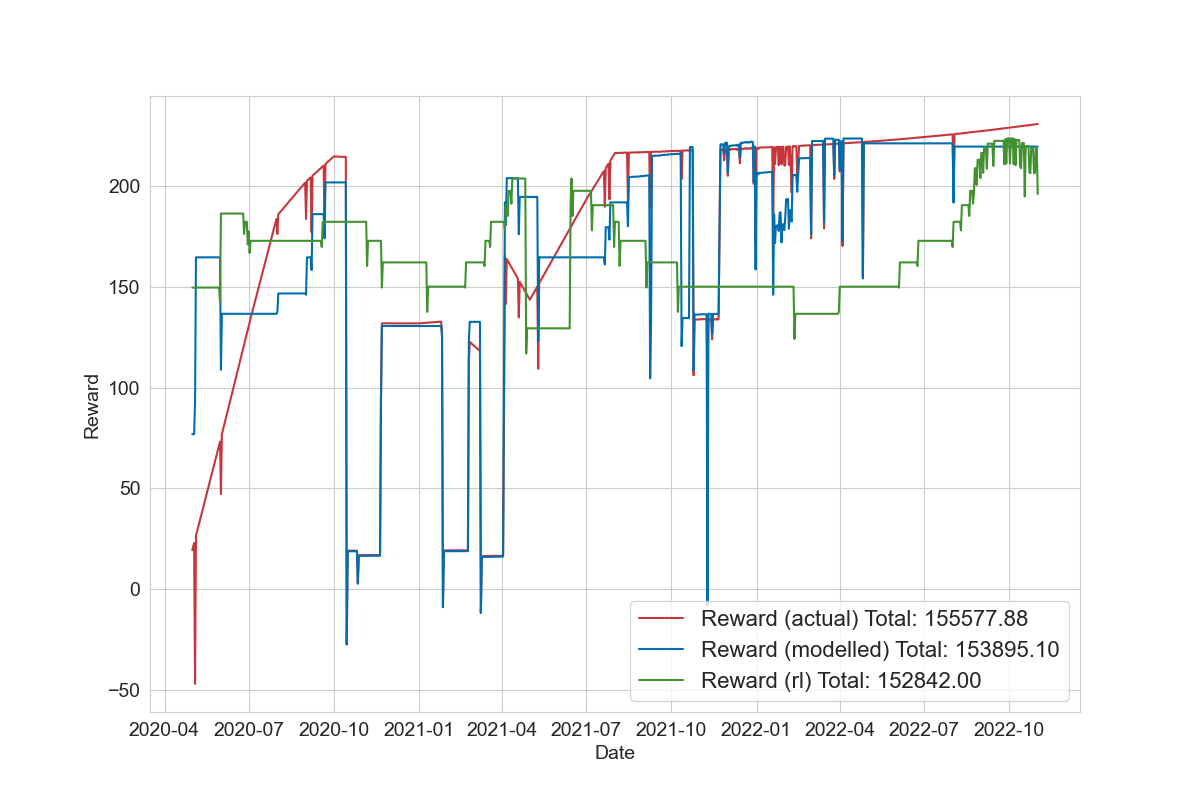 200
150
100
50
0
−50
Reward
2020-04 2020-07 2020-10 2021-01 2021-04 2021-07 2021-10 2022-01 2022-04 2022-07 2022-10
Date
Reward (actual) Total: 155577.88
Reward (modelled) Total: 153895.10
Reward (rl) Total: 152842.00